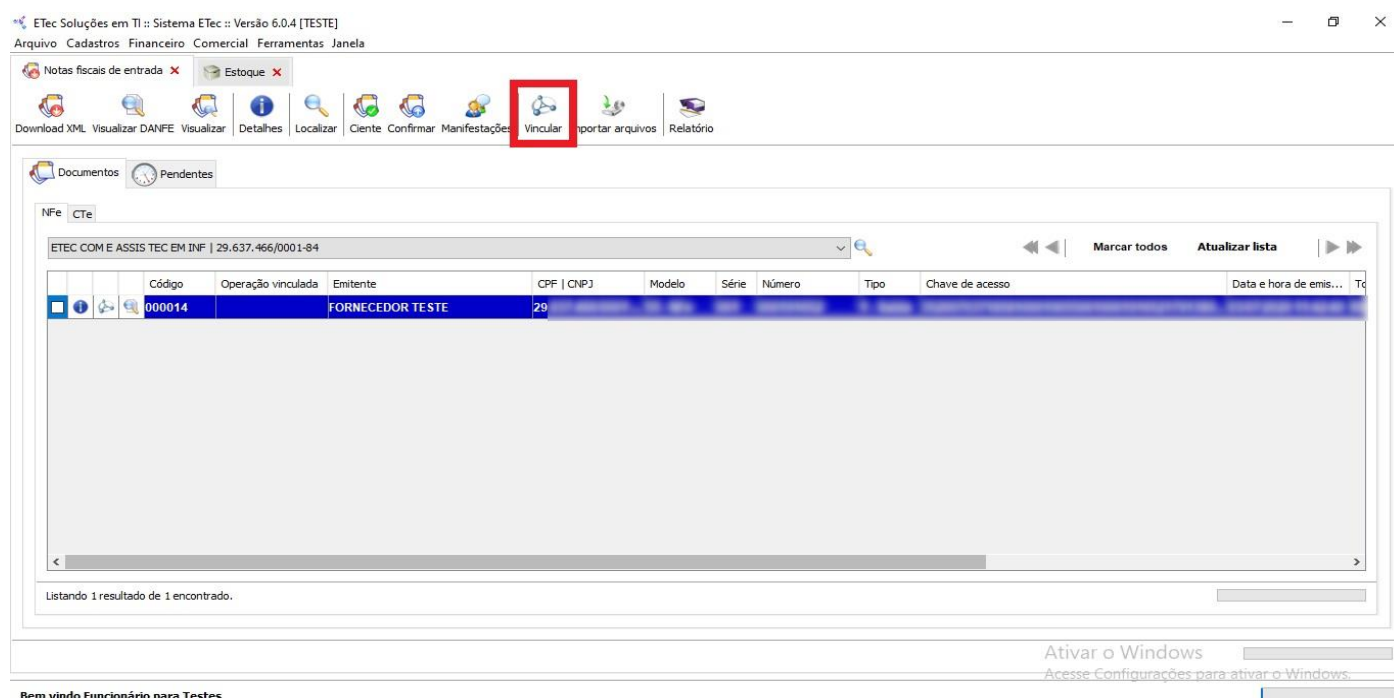 ETec Soluções em TI :: Sistema ETec :: Versão 6.0.4 [TESTE]
Arquivo Cadastros Financeiro Comercial Ferramentas Janela
Notas fiscais de entrada Estoque
Download XML Visualizar DANFE Visualizar Detalhes Localizar Ciente Confirmar Manifestações Vincular mportar arquivos Relatório
Documentos Pendentes
NFe CTe
ETEC COM E ASSIS TEC EM INF | 29.637.466/0001-84 Marcar todos Atualizar lista
Código Operação vinculada Emitente CPF | CNPJ Modelo Série Número Tipo Chave de acesso Data e hora de emis... To
000014 FORNECEDOR TESTE 29
Listando 1 resultado de 1 encontrado.
Ativar o Windows
Acesse Configurações para ativar o Windows.
Bem vindo Funcionário para Testes